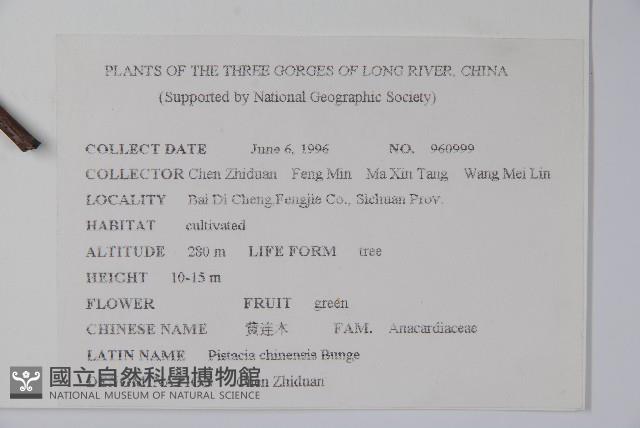 PLANTS OF THE THREE GORGES OF LONG RIVER, CHINA
(Supported by National Geographic Society)
COLLECT DATE June 6, 1996 NO. 960999
COLLECTOR Chen Zhiduan Feng Min Ma Xin Tang Wang Mei Lin
LOCALITY Bai Di Cheng,Fengjie Co., Sichuan Prov.
HABITAT cultivated
ALTITUDE 280 m LIFE FORM tree
HEIGHT 10-15 m
FLOWER FRUIT green
CHINESE NAME 黄连木 FAM. Anacardiaceae
LATIN NAME Pistacia chinensis Bunge
Chen Zhiduan
國立自然科學博物館
NATIONAL MUSEUM OF NATURAL SCIENCE